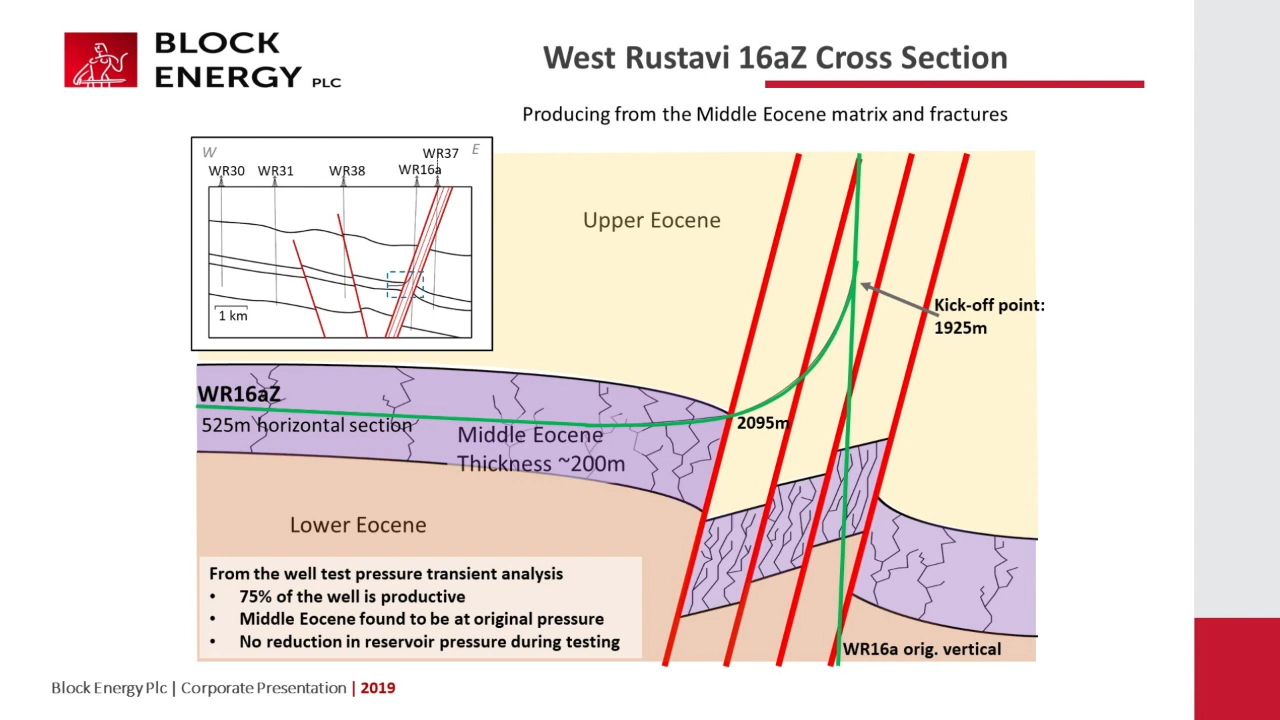 BLOCK
ENERGY PLC
West Rustavi 16aZ Cross Section
Producing from the Middle Eocene matrix and fractures
W
E
WR37
WR30 WR31 WR38 WR16a
1 km
Upper Eocene
Kick-off point:
1925m
WR16aZ
525m horizontal section
2095m
Middle Eocene
Thickness ~200m
Lower Eocene
From the well test pressure transient analysis
• 75% of the well is productive
• Middle Eocene found to be at original pressure
• No reduction in reservoir pressure during testing
WR16a orig. vertical
Block Energy Plc | Corporate Presentation | 2019